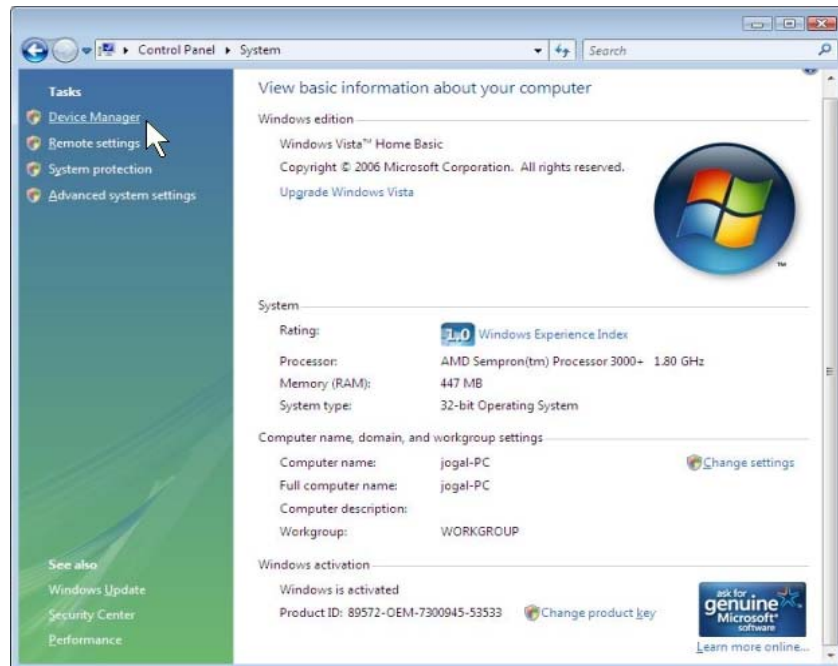 Control Panel System
Search
Tasks
Device Manager
Remote settings
System protection
Advanced system settings
See also
Windows Update
Security Center
Performance
View basic information about your computer
Windows edition
Windows Vista™ Home Basic
Copyright © 2006 Microsoft Corporation. All rights reserved.
Upgrade Windows Vista
TM
System
Rating: 1.0 Windows Experience Index
Processor: AMD Sempron(tm) Processor 3000+ 1.80 GHz
Memory (RAM): 447 MB
System type: 32-bit Operating System
Computer name, domain, and workgroup settings
Computer name: jogal-PC Change settings
Full computer name: jogal-PC
Computer description:
Workgroup: WORKGROUP
Windows activation
Windows is activated
Product ID: 89572-OEM-7300945-53533 Change product key
ask for
genuine
Microsoft®
software
Learn more online...